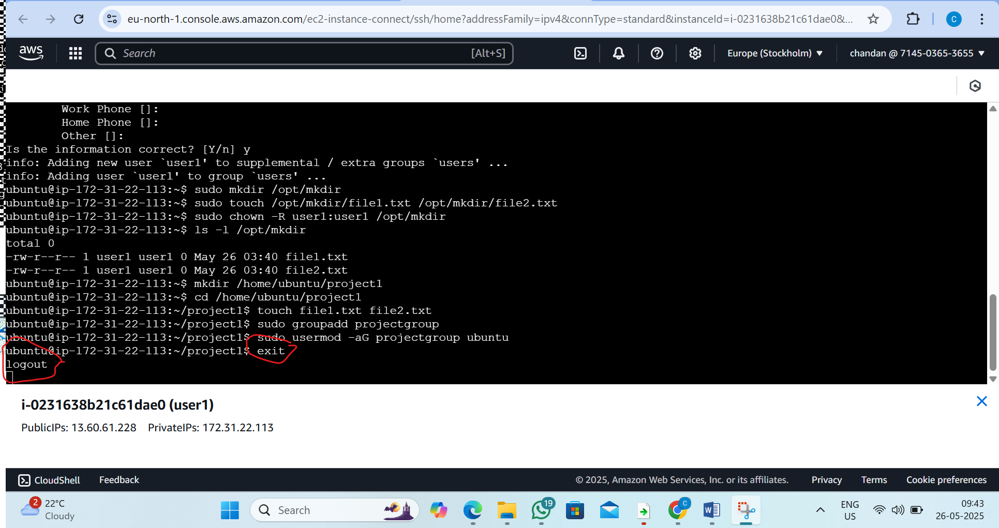 eu-north-1.console.aws.amazon.com/ec2-instance-connect/ssh/home?addressFamily=ipv4&connType=standard&instanceId=i-0231638b21c61dae0&...
C
aws
Search
[Alt+S]
Europe (Stockholm)
chandan @ 7145-0365-3655
Work Phone []:
Home Phone []:
Other []:
Is the information correct? [Y/n] y
info: Adding new user `user1' to supplemental / extra groups `users' ...
info: Adding user `user1' to group `users' ...
ubuntu@ip-172-31-22-113:~$ sudo mkdir /opt/mkdir
ubuntu@ip-172-31-22-113:~$ sudo touch /opt/mkdir/file1.txt /opt/mkdir/file2.txt
ubuntu@ip-172-31-22-113:~$ sudo chown -R user1:user1 /opt/mkdir
ubuntu@ip-172-31-22-113:~$ ls -l /opt/mkdir
total 0
-rw-r--r-- 1 user1 user1 0 May 26 03:40 file1.txt
-rw-r--r-- 1 user1 user1 0 May 26 03:40 file2.txt
ubuntu@ip-172-31-22-113:~$ mkdir /home/ubuntu/project1
ubuntu@ip-172-31-22-113:~$ cd /home/ubuntu/project1
ubuntu@ip-172-31-22-113:~/project1$ touch file1.txt file2.txt
ubuntu@ip-172-31-22-113:~/project1$ sudo groupadd projectgroup
ubuntu@ip-172-31-22-113:~/project1$ sudo usermod -aG projectgroup ubuntu
ubuntu@ip-172-31-22-113:~/project1$ exit
logout
i-0231638b21c61dae0 (user1)
PublicIPs: 13.60.61.228 PrivateIPs: 172.31.22.113
CloudShell Feedback
© 2025, Amazon Web Services, Inc. or its affiliates. Privacy Terms Cookie preferences
2
22°C
Cloudy
Search
19
C
W
ENG
US
09:43
26-05-2025